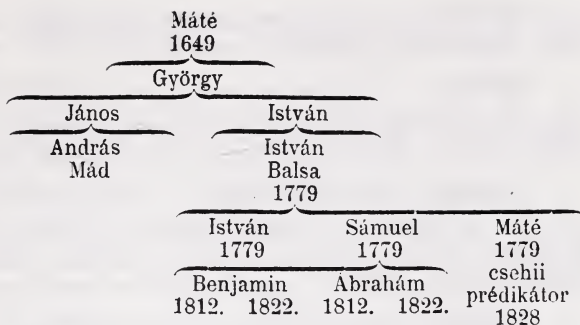 Máté
1649
György
János István
András István
Mád Balsa
1779
István Sámuel Máté
1779 1779 1779
csehii
Benjamin Ábrahám prédikátor
1812. 1822. 1812. 1822. 1828